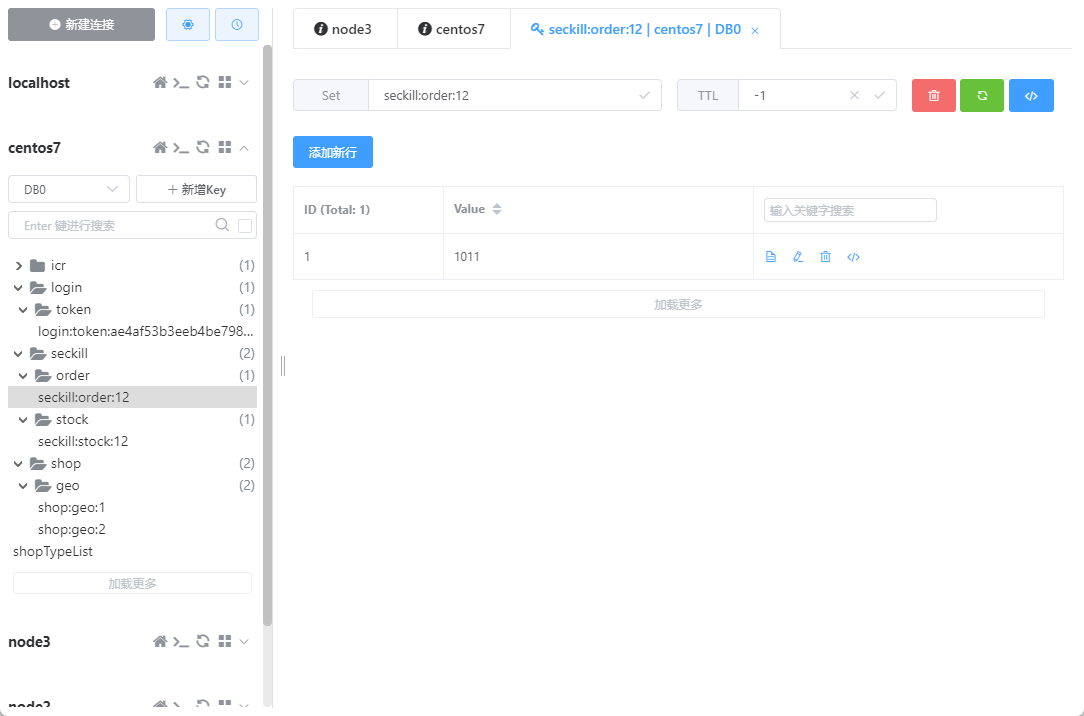 新建连接
localhost
centos7
DB0
新增Key
Enter 键进行搜索
icr (1)
login (1)
token (1)
login:token:ae4af53b3eeb4be798...
seckill (2)
order (1)
seckill:order:12
stock (1)
seckill:stock:12
shop (2)
geo (2)
shop:geo:1
shop:geo:2
shopTypeList
加载更多
node3
node2
node3
centos7
seckill:order:12 | centos7 | DB0
Set seckill:order:12
TTL -1
添加新行
ID (Total: 1) Value 输入关键字搜索
1 1011
加载更多